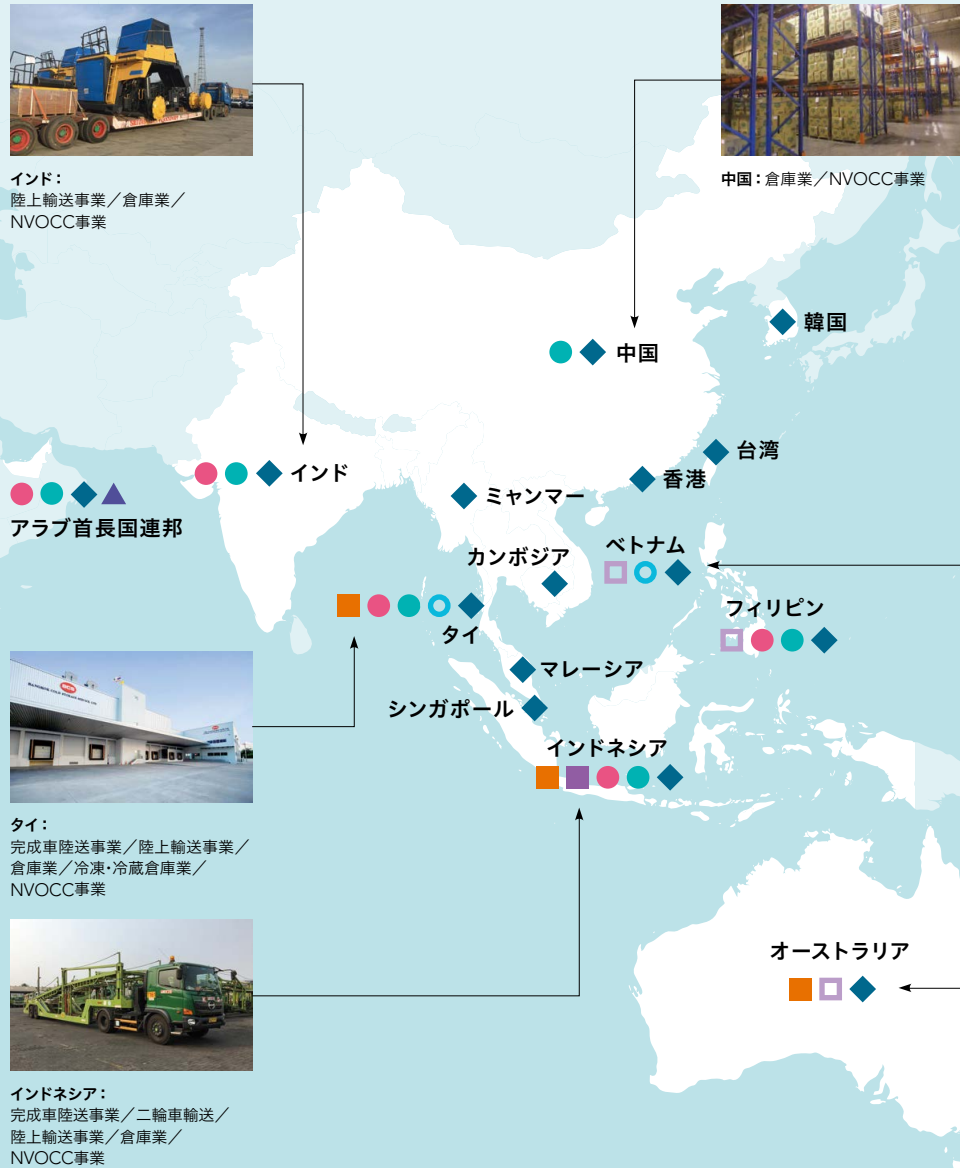 インド：
陸上輸送事業／倉庫業／
NVOCC事業
中国：倉庫業／NVOCC事業
韓国
中国
台湾
香港
インド
ミャンマー
アラブ首長国連邦
カンボジア
ベトナム
フィリピン
タイ
マレーシア
シンガポール
インドネシア
タイ：
完成車陸送事業／陸上輸送事業／
倉庫業／冷凍・冷蔵倉庫業／
NVOCC事業
オーストラリア
インドネシア：
完成車陸送事業／二輪車輸送／
陸上輸送事業／倉庫業／
NVOCC事業